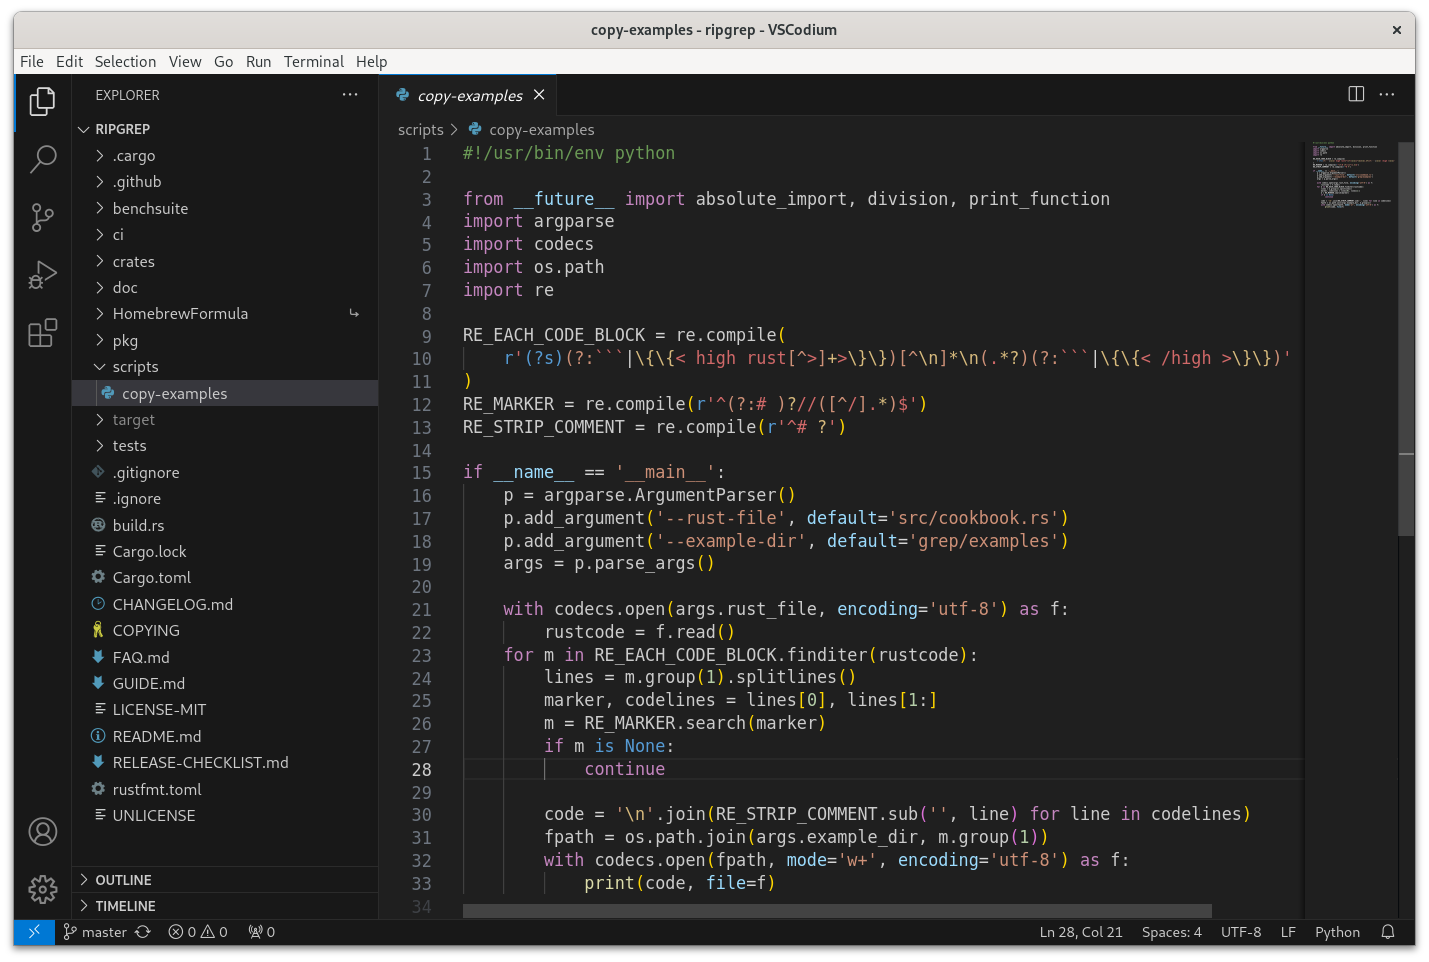 copy-examples - ripgrep - VSCodium
File Edit Selection View Go Run Terminal Help
EXPLORER
RIPGREP
.cargo
.github
benchsuite
ci
crates
doc
HomebrewFormula
pkg
scripts
copy-examples
target
tests
.gitignore
.ignore
build.rs
Cargo.lock
Cargo.toml
CHANGELOG.md
COPYING
FAQ.md
GUIDE.md
LICENSE-MIT
README.md
RELEASE-CHECKLIST.md
rustfmt.toml
UNLICENSE
OUTLINE
TIMELINE
copy-examples
scripts > copy-examples
1 #!/usr/bin/env python
2
3 from __future__ import absolute_import, division, print_function
4 import argparse
5 import codecs
6 import os.path
7 import re
8
9 RE_EACH_CODE_BLOCK = re.compile(
10     r'(?s)(?:```|\{\{< high rust[^>]+>\}\})[^\n]*\n(.*?)(?:```|\{\{< /high >\}\})'
11 )
12 RE_MARKER = re.compile(r'^(?:# )?//([^/].*)$')
13 RE_STRIP_COMMENT = re.compile(r'^# ?')
14
15 if __name__ == '__main__':
16     p = argparse.ArgumentParser()
17     p.add_argument('--rust-file', default='src/cookbook.rs')
18     p.add_argument('--example-dir', default='grep/examples')
19     args = p.parse_args()
20
21     with codecs.open(args.rust_file, encoding='utf-8') as f:
22         rustcode = f.read()
23     for m in RE_EACH_CODE_BLOCK.finditer(rustcode):
24         lines = m.group(1).splitlines()
25         marker, codelines = lines[0], lines[1:]
26         m = RE_MARKER.search(marker)
27         if m is None:
28             continue
29
30         code = '\n'.join(RE_STRIP_COMMENT.sub('', line) for line in codelines)
31         fpath = os.path.join(args.example_dir, m.group(1))
32         with codecs.open(fpath, mode='w+', encoding='utf-8') as f:
33             print(code, file=f)
34
master 0 0 0 Ln 28, Col 21 Spaces: 4 UTF-8 LF Python